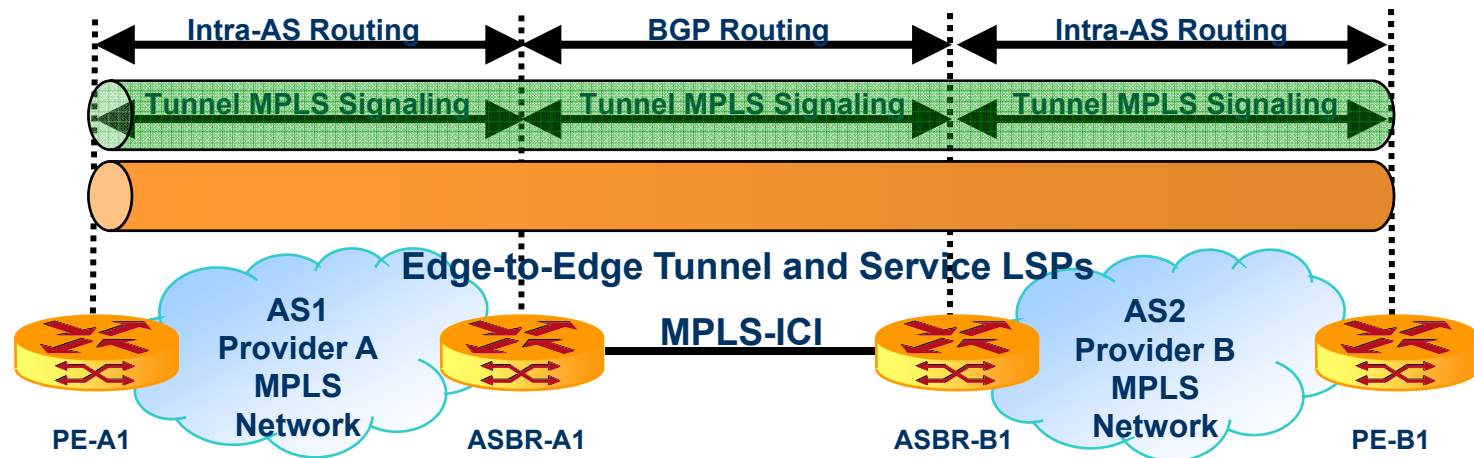 Intra-AS Routing
BGP Routing
Intra-AS Routing
Tunnel MPLS Signaling
Tunnel MPLS Signaling
Tunnel MPLS Signaling
Edge-to-Edge Tunnel and Service LSPs
AS1
Provider A
MPLS
Network
MPLS-ICI
AS2
Provider B
MPLS
Network
PE-A1
ASBR-A1
ASBR-B1
PE-B1